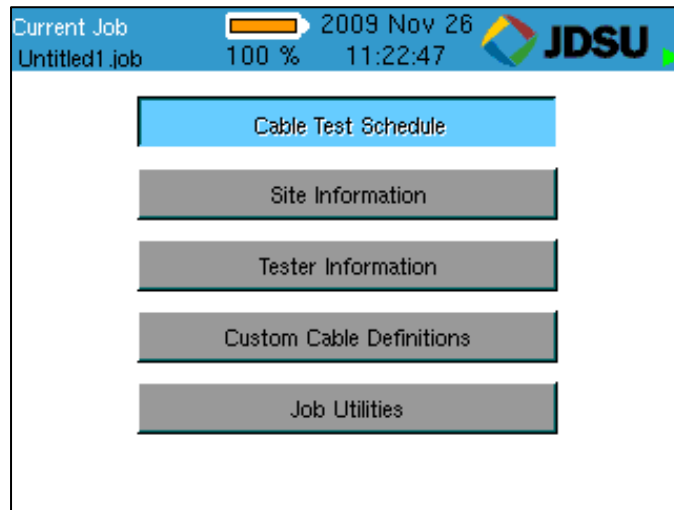 Current Job 2009 Nov 26 JDSU
Untitled1.job 100 % 11:22:47
Cable Test Schedule
Site Information
Tester Information
Custom Cable Definitions
Job Utilities